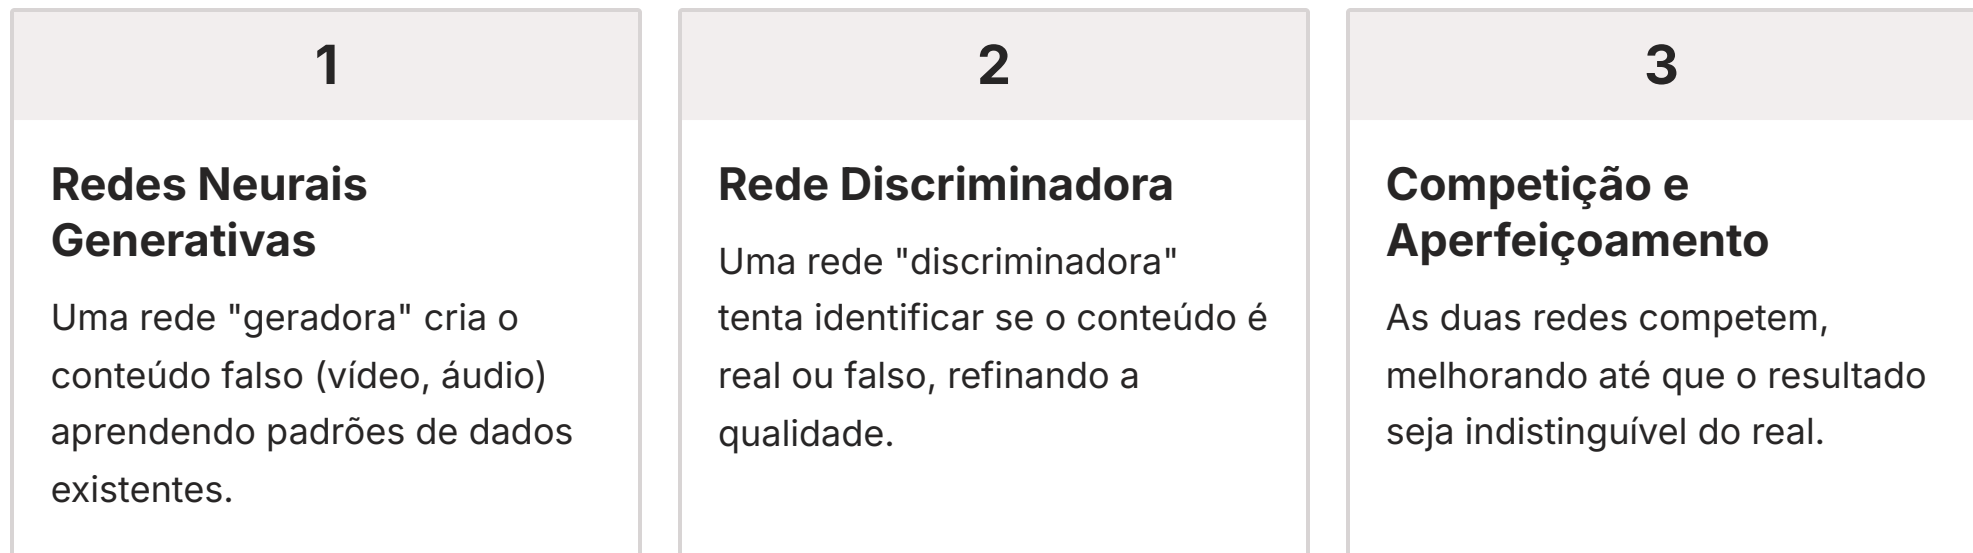 1
Redes Neurais
Generativas
Uma rede "geradora" cria o
conteúdo falso (vídeo, áudio)
aprendendo padrões de dados
existentes.
2
Rede Discriminadora
Uma rede "discriminadora"
tenta identificar se o conteúdo é
real ou falso, refinando a
qualidade.
3
Competição e
Aperfeiçoamento
As duas redes competem,
melhorando até que o resultado
seja indistinguível do real.